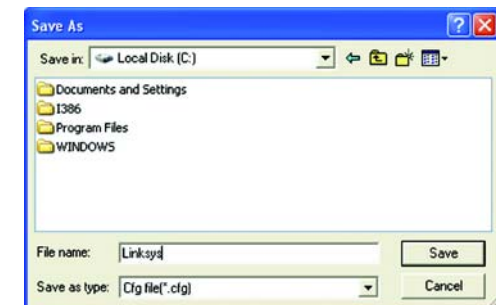 Save As
Save in: Local Disk (C:)
Documents and Settings
I386
Program Files
WINDOWS
File name: Linksys Save
Save as type: Cfg file(*.cfg) Cancel